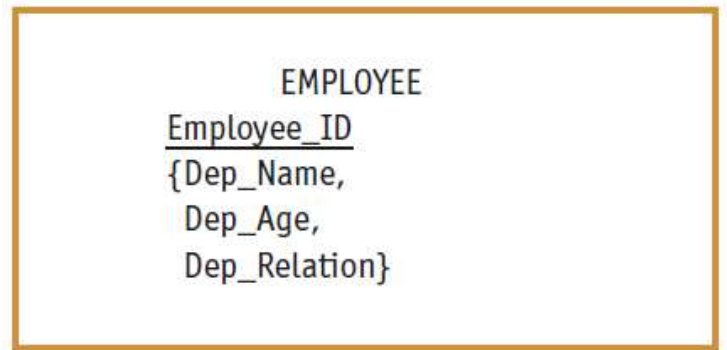 EMPLOYEE
Employee_ID
{Dep_Name,
Dep_Age,
Dep_Relation}